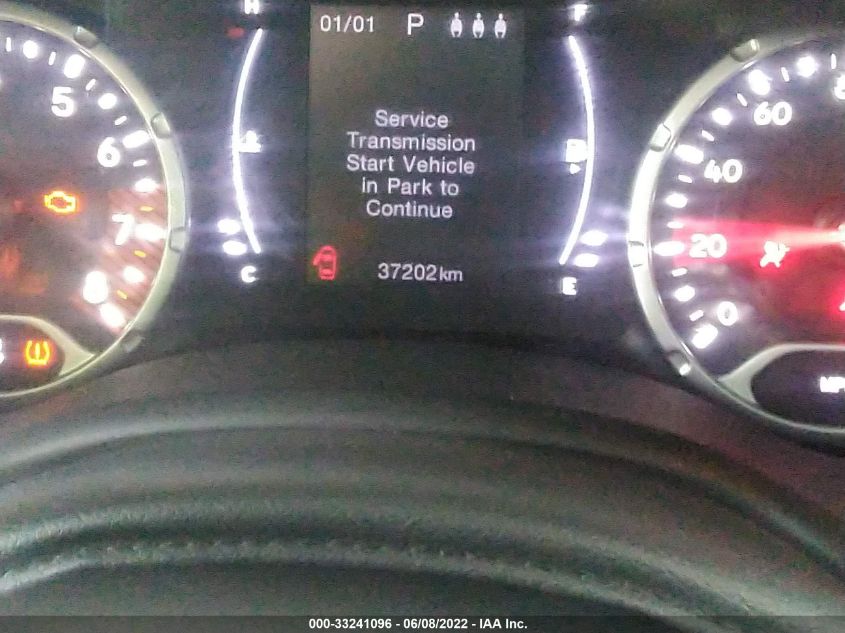 H
01/01 P
F
Service
Transmission
Start Vehicle
in Park to
Continue
37202km
C
E
5
6
7
8
60
40
20
0
000-33241096 - 06/08/2022 - IAA Inc.